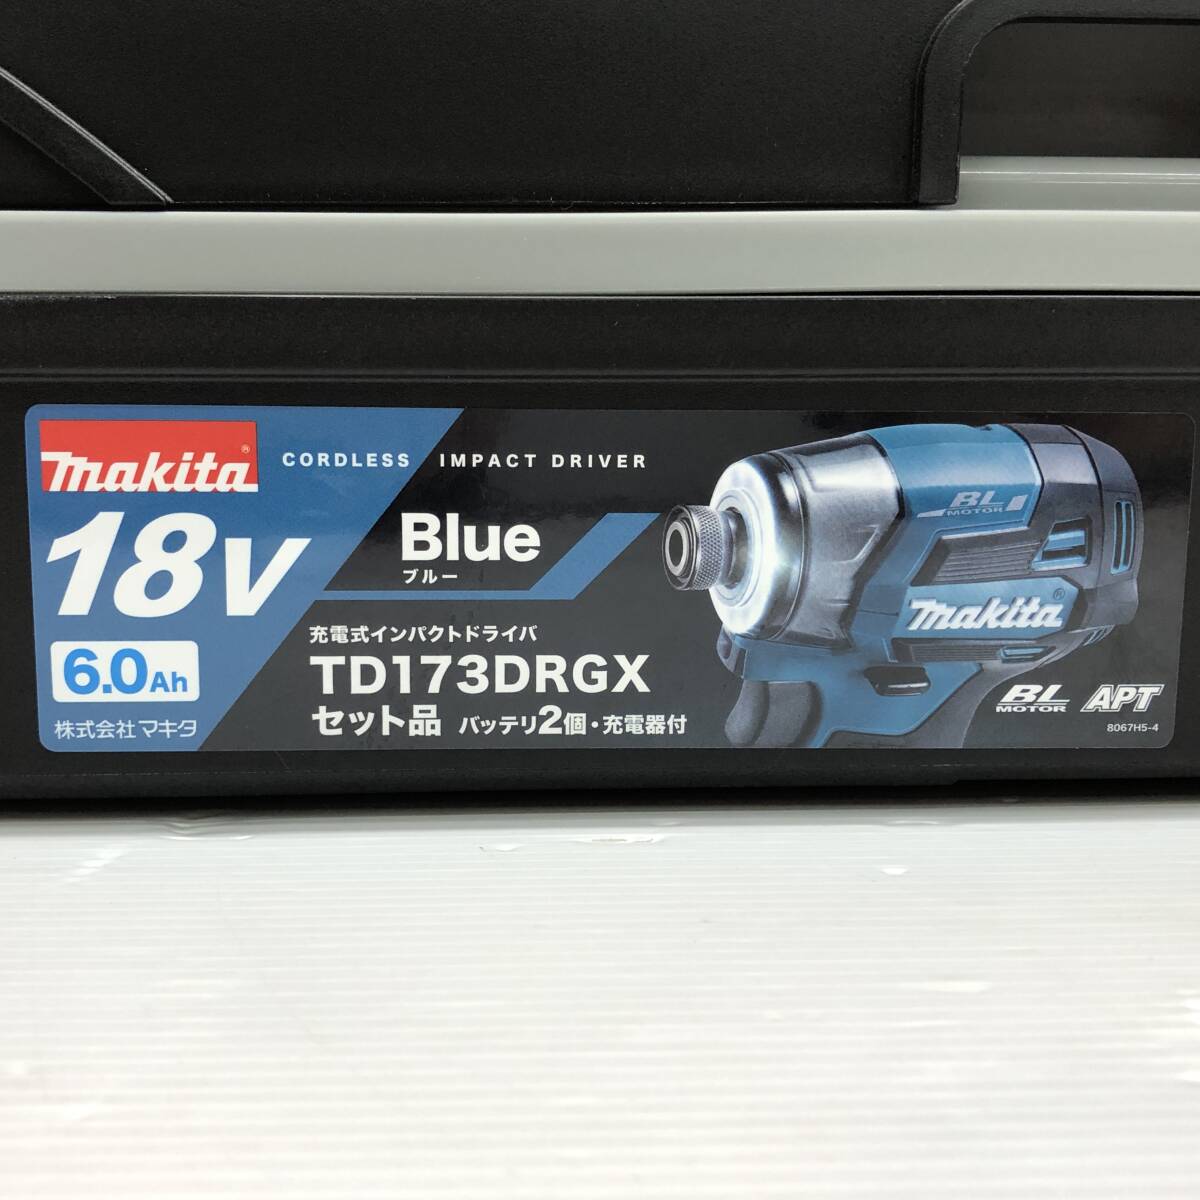 makita®
CORDLESS IMPACT DRIVER
18V
6.0Ah
株式会社 マキタ
Blue
ブルー
充電式インパクトドライバ
TD173DRGX
セット品 バッテリ2個・充電器付
BL
MOTOR
makita®
BL
MOTOR
APT
8067H5-4